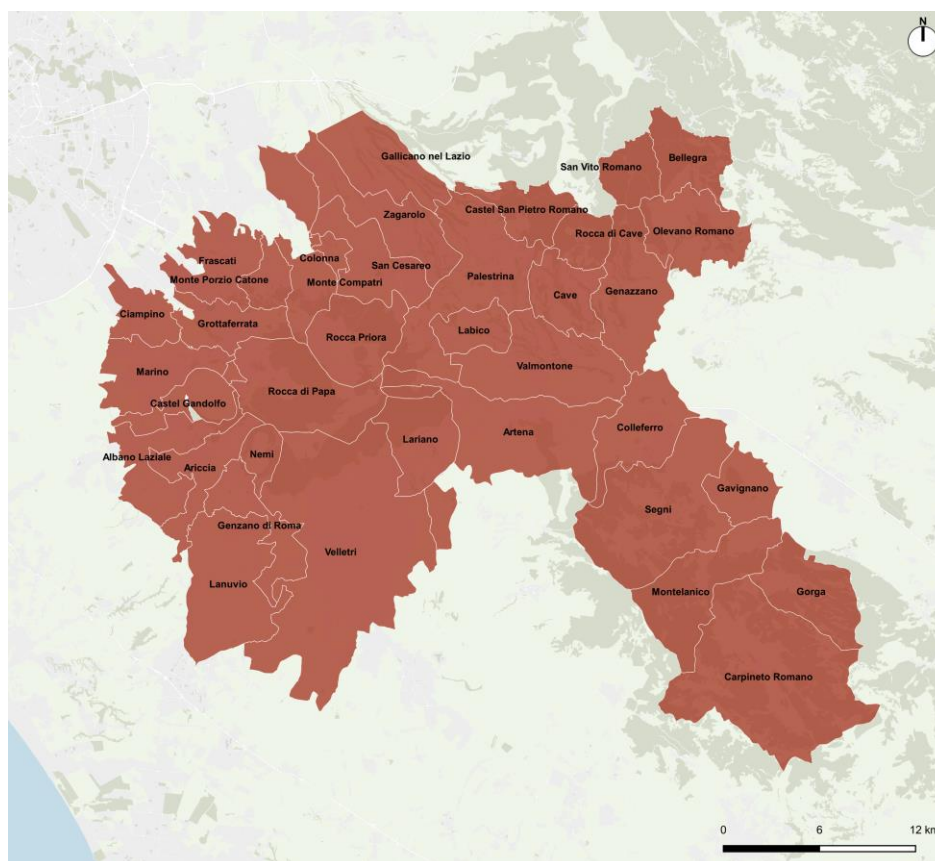 N
Gallicano nel Lazio
Bellegra
San Vito Romano
Castel San Pietro Romano
Zagarolo
Rocca di Cave
Olevano Romano
Frascati
Colonna
San Cesareo
Palestrina
Monte Porzio Catone
Monte Compatri
Cave
Genazzano
Ciampino
Grottaferrata
Labico
Rocca Priora
Valmontone
Marino
Rocca di Papa
Castel Gandolfo
Colleferro
Artena
Lariano
Nemi
Albano Laziale
Ariccia
Gavignano
Segni
Genzano di Roma
Velletri
Lanuvio
Montelanico
Gorga
Carpineto Romano
0 6 12 km